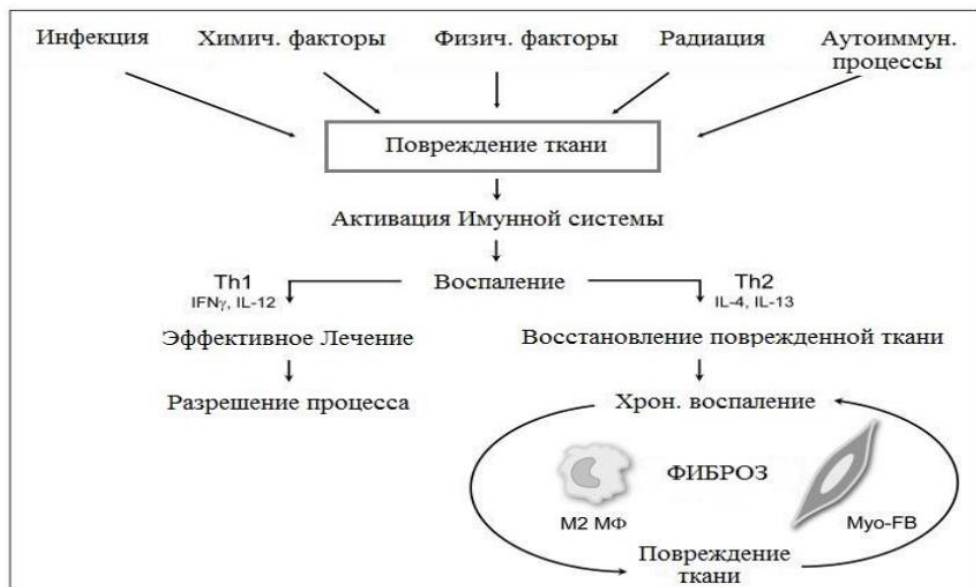 Инфекция
Химич. факторы
Физич. факторы
Радиация
Аутоиммун.
процессы
Повреждение ткани
Активация Имунной системы
Воспаление
Th1
IFNγ, IL-12
Th2
IL-4, IL-13
Эффективное Лечение
Восстановление поврежденной ткани
Разрешение процесса
Хрон. воспаление
ФИБРОЗ
М2 МФ
Myo-FB
Повреждение
ткани